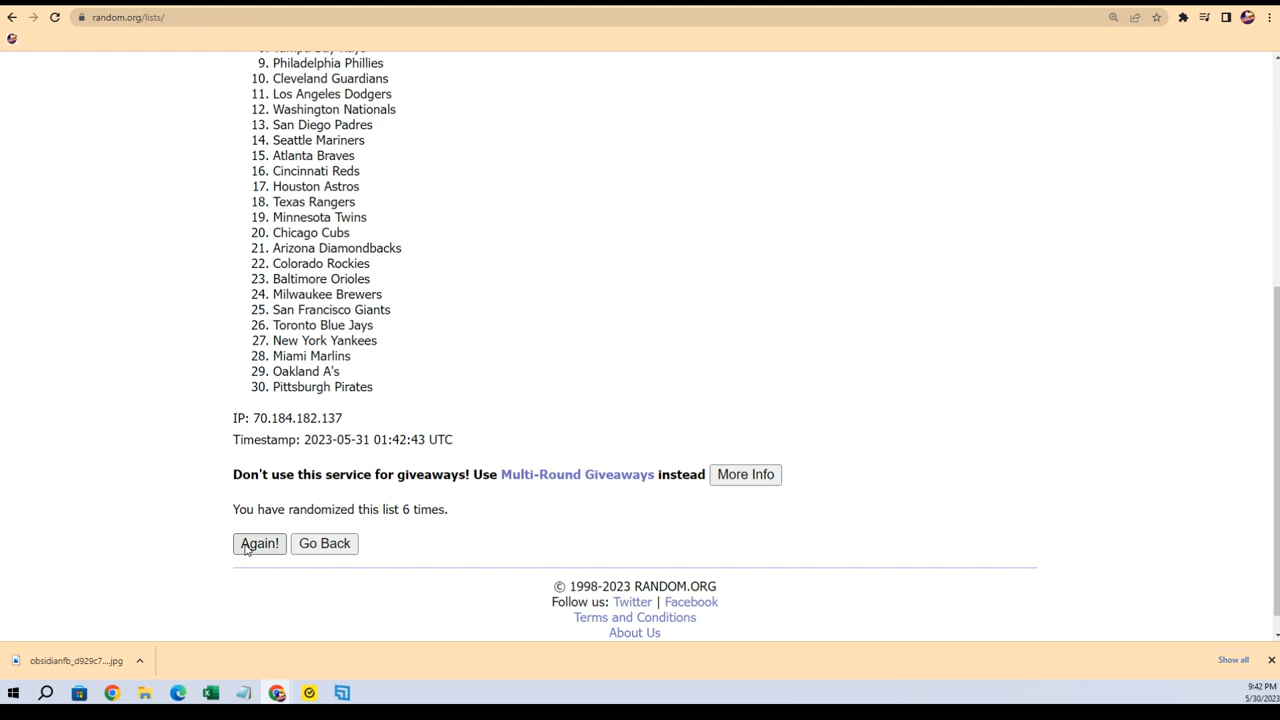 random.org/lists/
9. Philadelphia Phillies
10. Cleveland Guardians
11. Los Angeles Dodgers
12. Washington Nationals
13. San Diego Padres
14. Seattle Mariners
15. Atlanta Braves
16. Cincinnati Reds
17. Houston Astros
18. Texas Rangers
19. Minnesota Twins
20. Chicago Cubs
21. Arizona Diamondbacks
22. Colorado Rockies
23. Baltimore Orioles
24. Milwaukee Brewers
25. San Francisco Giants
26. Toronto Blue Jays
27. New York Yankees
28. Miami Marlins
29. Oakland A's
30. Pittsburgh Pirates
IP: 70.184.182.137
Timestamp: 2023-05-31 01:42:43 UTC
Don't use this service for giveaways! Use Multi-Round Giveaways instead More Info
You have randomized this list 6 times.
Again! Go Back
© 1998-2023 RANDOM.ORG
Follow us: Twitter | Facebook
Terms and Conditions
About Us
obsidianfb_d929c7....jpg Show all
9:42 PM
5/30/2023